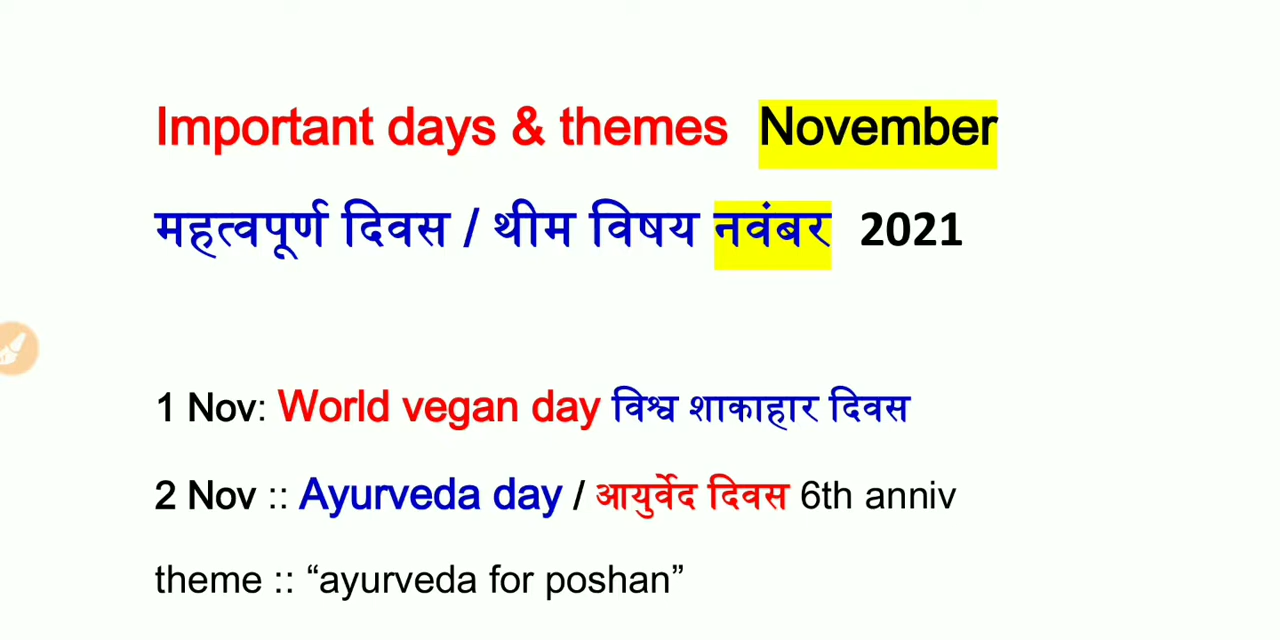 Important days & themes November
महत्वपूर्ण दिवस / थीम विषय नवंबर 2021
1 Nov: World vegan day विश्व शाकाहार दिवस
2 Nov :: Ayurveda day / आयुर्वेद दिवस 6th anniv
theme :: “ayurveda for poshan”